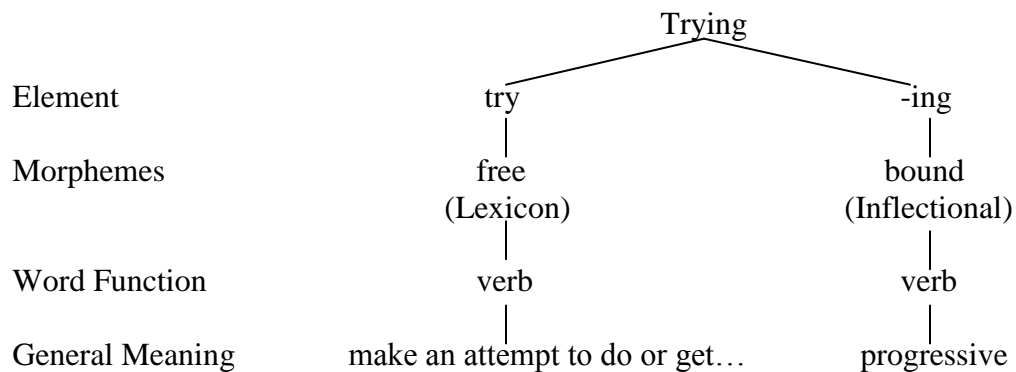 Trying
Element try -ing
Morphemes free bound
(Lexicon) (Inflectional)
Word Function verb verb
General Meaning make an attempt to do or get… progressive